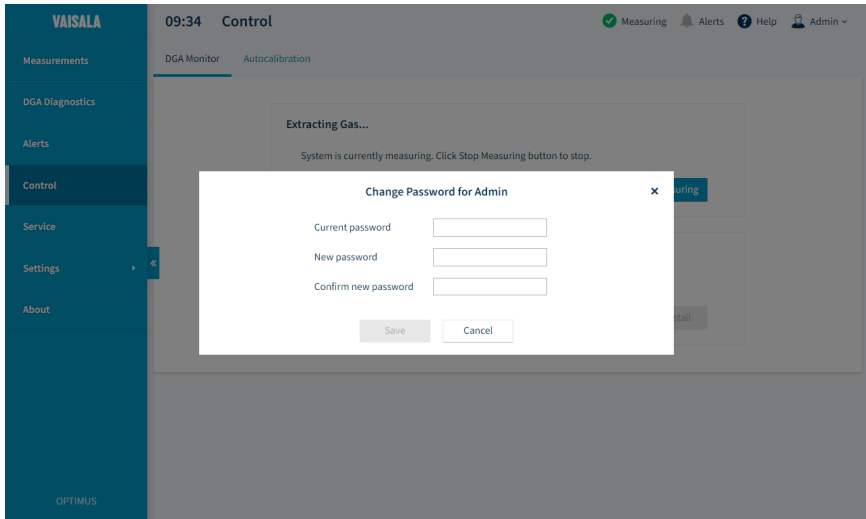 VAISALA
09:34 Control
Measuring Alerts Help Admin
Measurements
DGA Diagnostics
Alerts
Control
Service
Settings
About
OPTIMUS
DGA Monitor Autocalibration
Extracting Gas...
System is currently measuring. Click Stop Measuring button to stop.
Change Password for Admin
Current password
New password
Confirm new password
Save Cancel